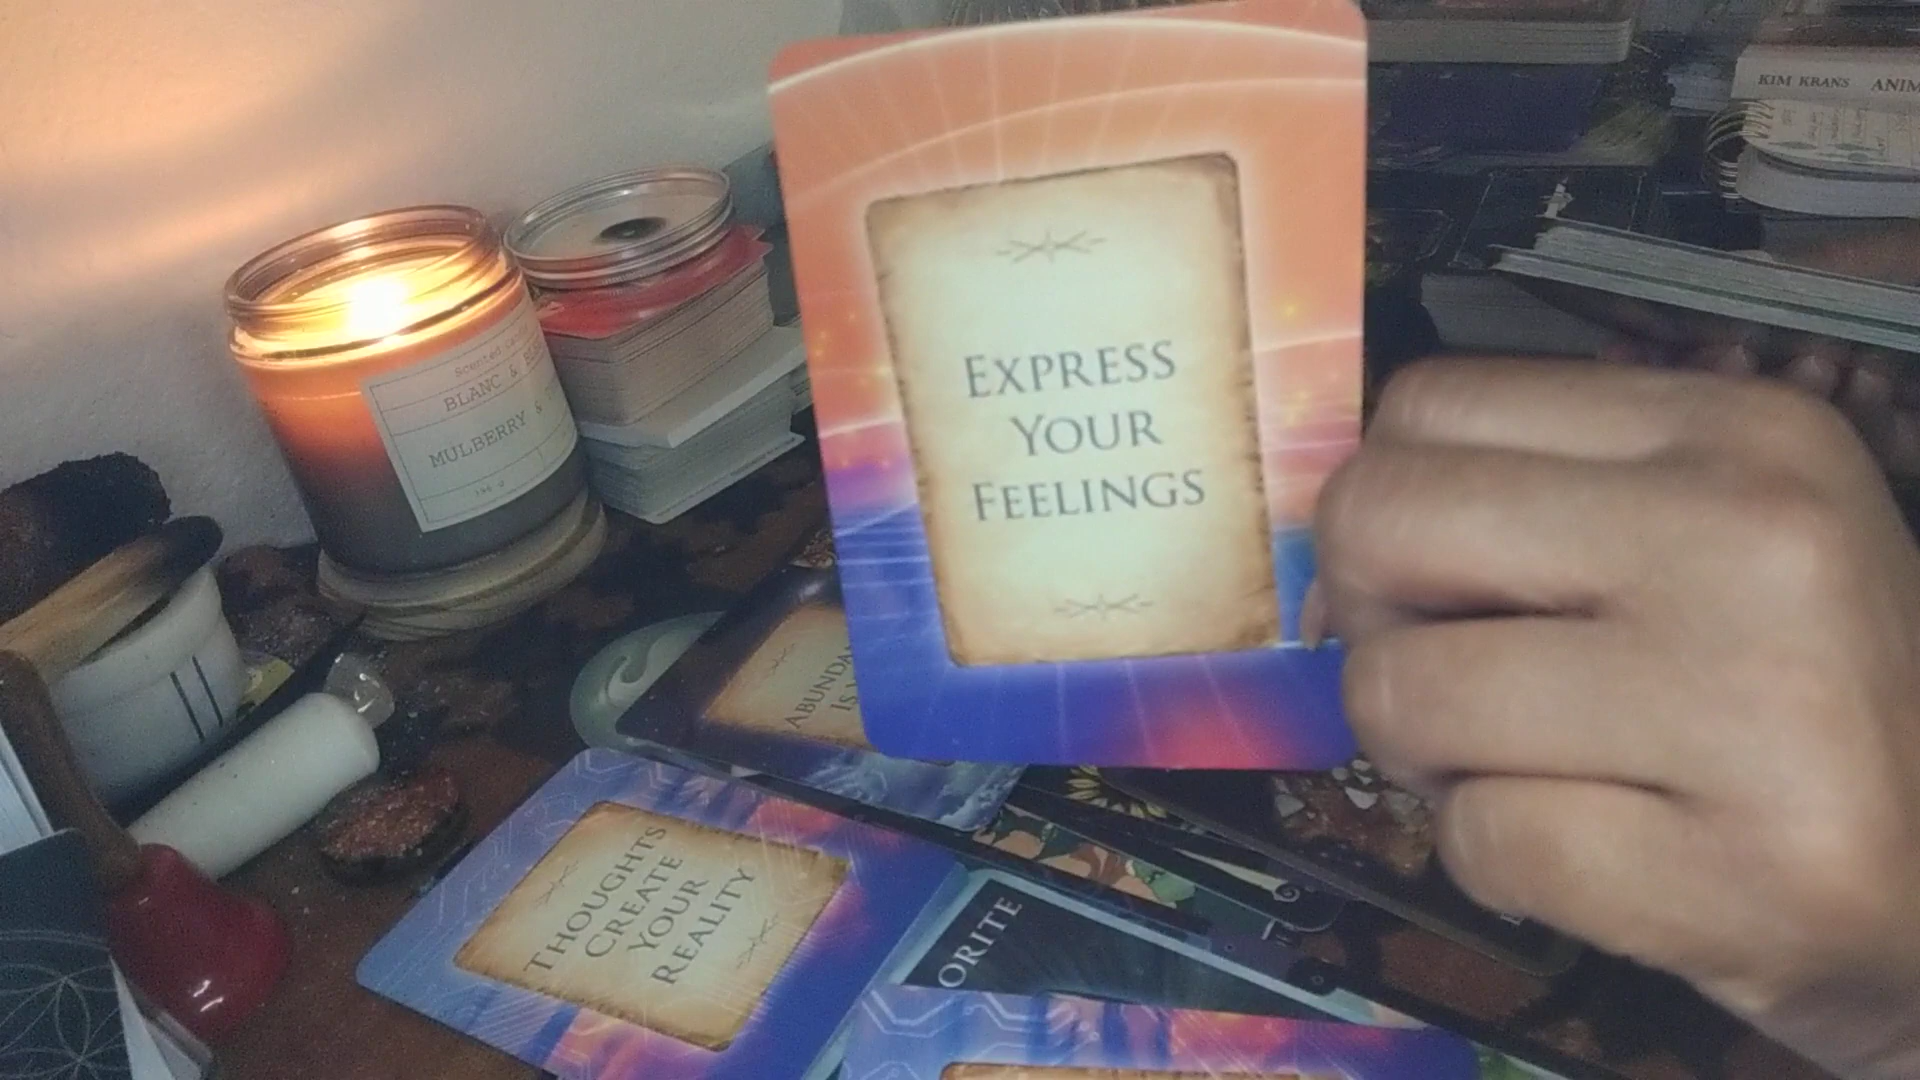 KIM KRANS ANIM
Scented
BLANC &
MULBERRY &
EXPRESS
YOUR
FEELINGS
ABUNDA
IS
THOUGHTS
CREATE
YOUR
REALITY
ORITE